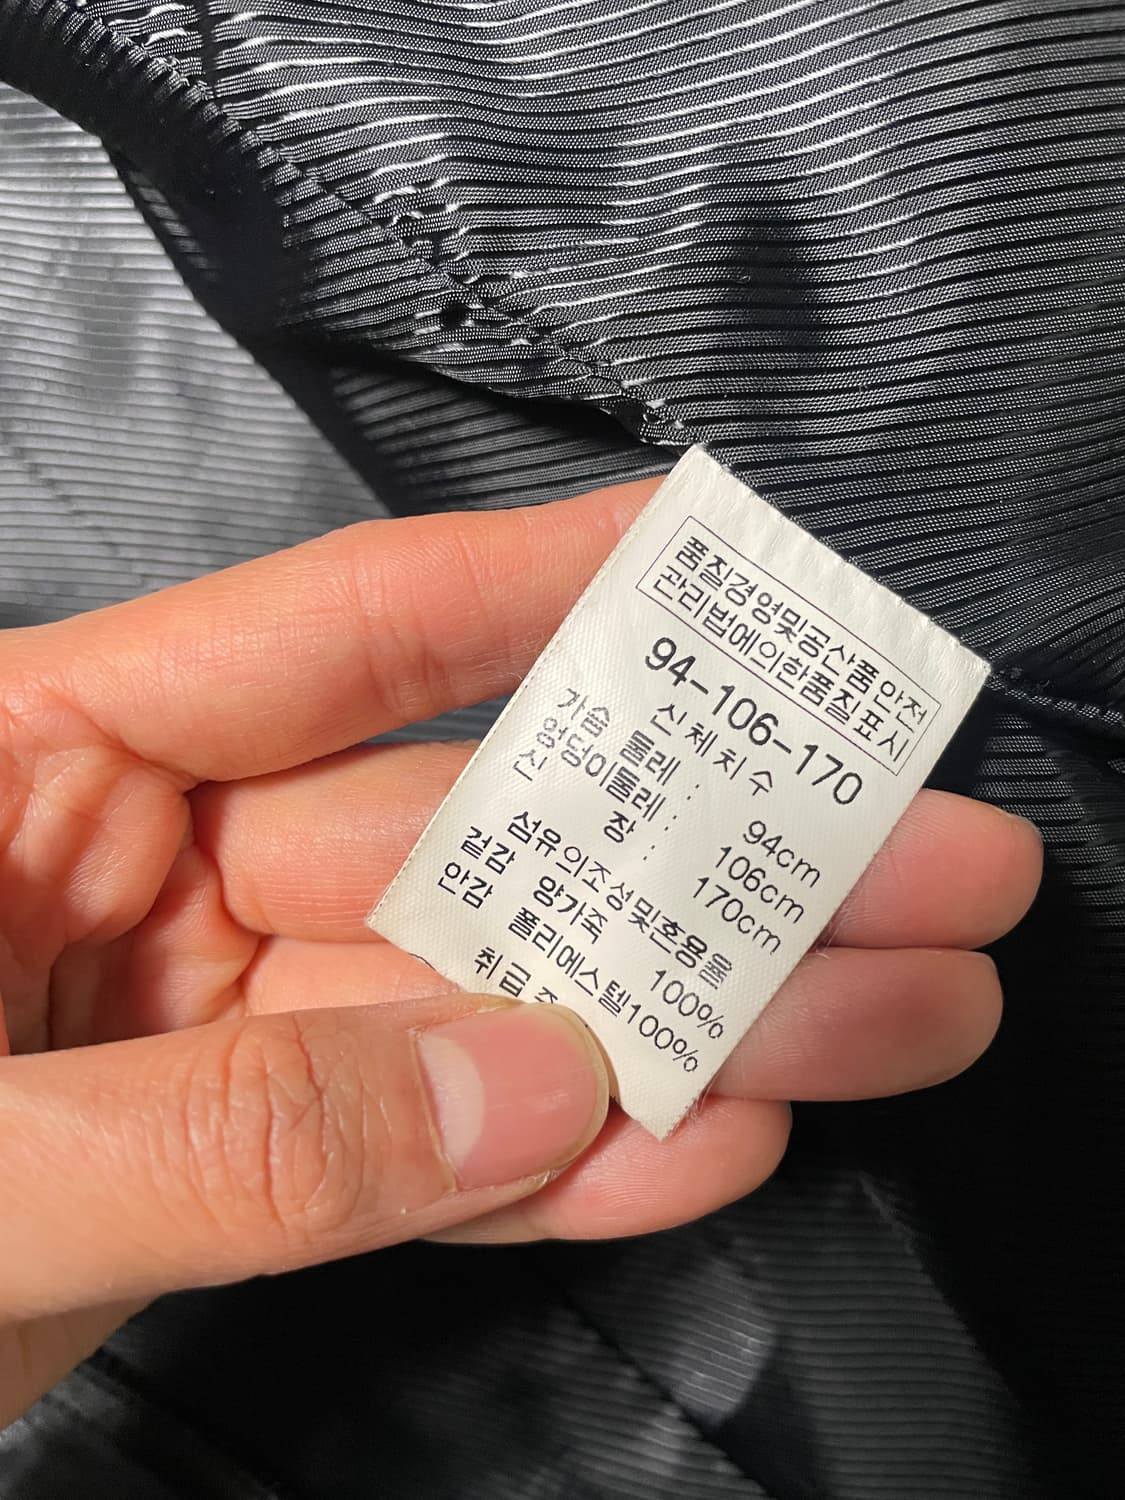 품질경영및공산품안전
관리법에의한품질표시
94-106-170
신체치수
가슴 둘레 : 94cm
엉덩이둘레 : 106cm
신 장 : 170cm
섬유의조성및혼용율
겉감 양가죽 100%
안감 폴리에스텔100%
취급주